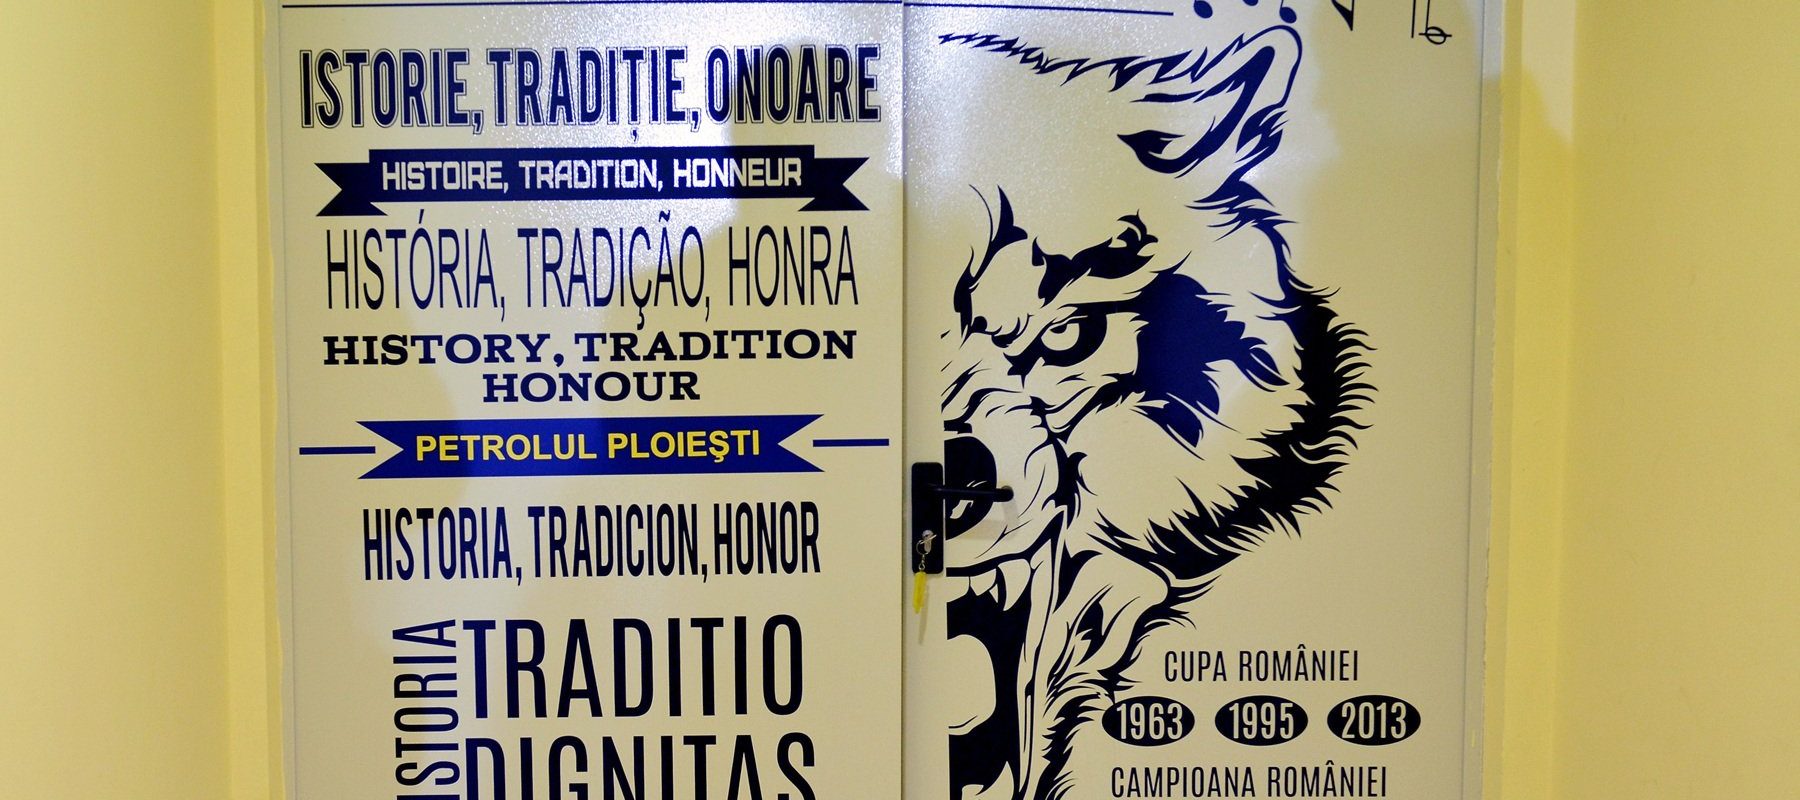 ISTORIE, TRADIȚIE, ONOARE
HISTOIRE, TRADITION, HONNEUR
HISTÓRIA, TRADIÇÃO, HONRA
HISTORY, TRADITION
HONOUR
PETROLUL PLOIEŞTI
HISTORIA, TRADICION, HONOR
ISTORIA
TRADITIO
DIGNITAS
CUPA ROMÂNIEI
1963 1995 2013
CAMPIOANA ROMÂNIEI